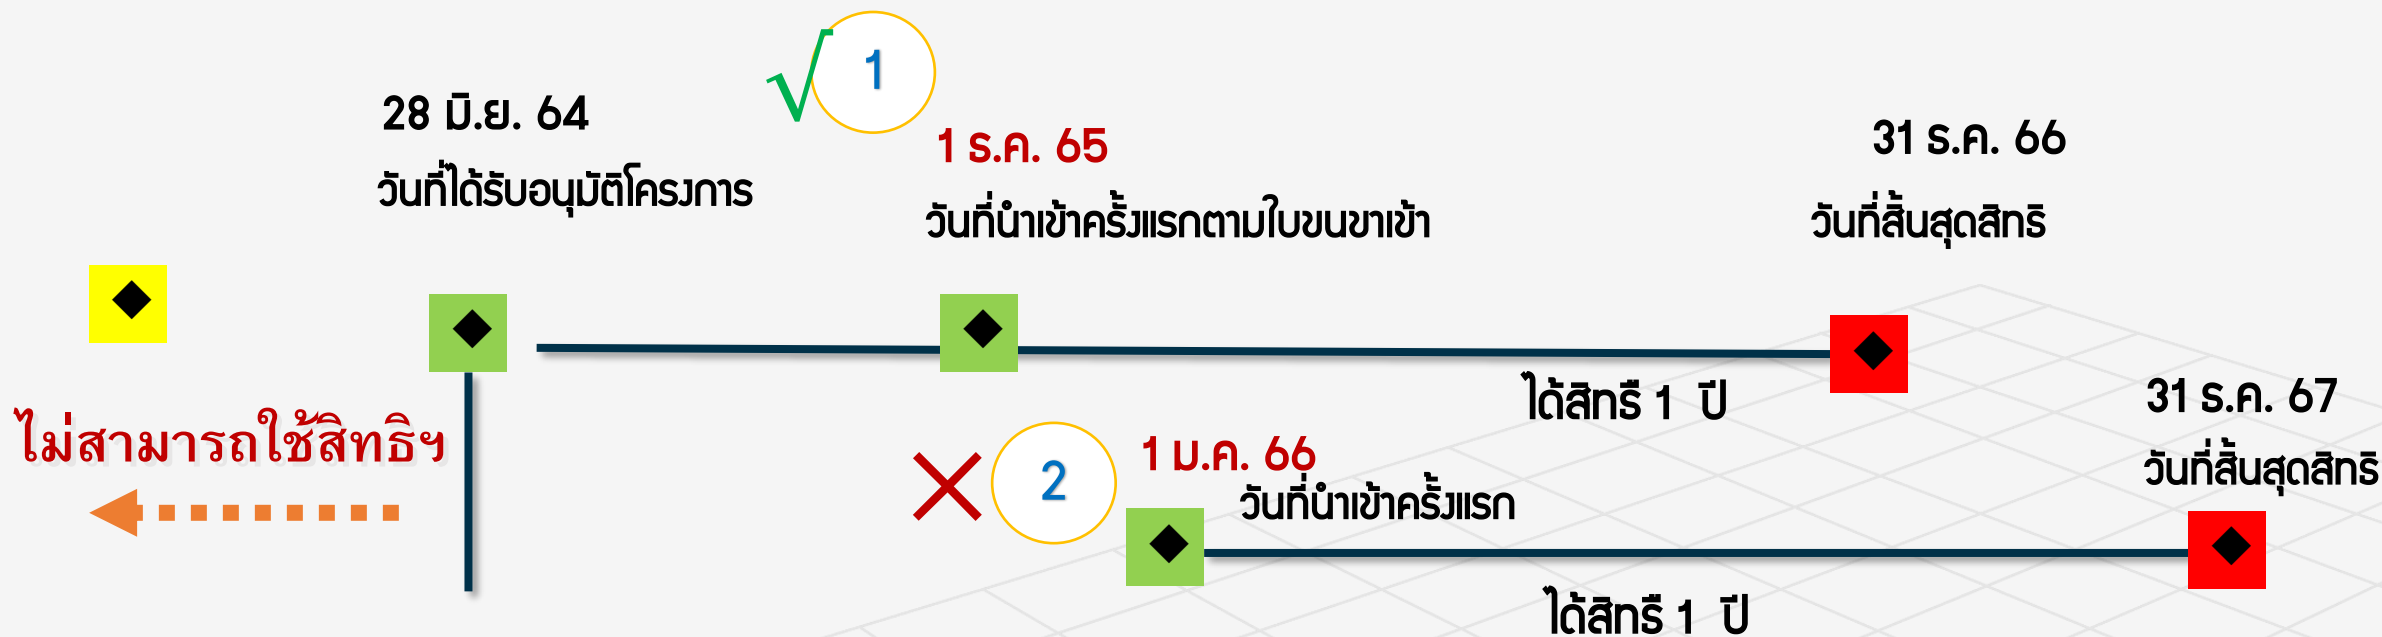 1
28 มิ.ย. 64
วันที่ได้รับอนุมัติโครงการ
1 ธ.ค. 65
วันที่นำเข้าครั้งแรกตามใบขนขาเข้า
31 ธ.ค. 66
วันที่สิ้นสุดสิทธิ
ได้สิทธิ 1 ปี
ไม่สามารถใช้สิทธิฯ
2
1 ม.ค. 66
วันที่นำเข้าครั้งแรก
31 ธ.ค. 67
วันที่สิ้นสุดสิทธิ
ได้สิทธิ 1 ปี